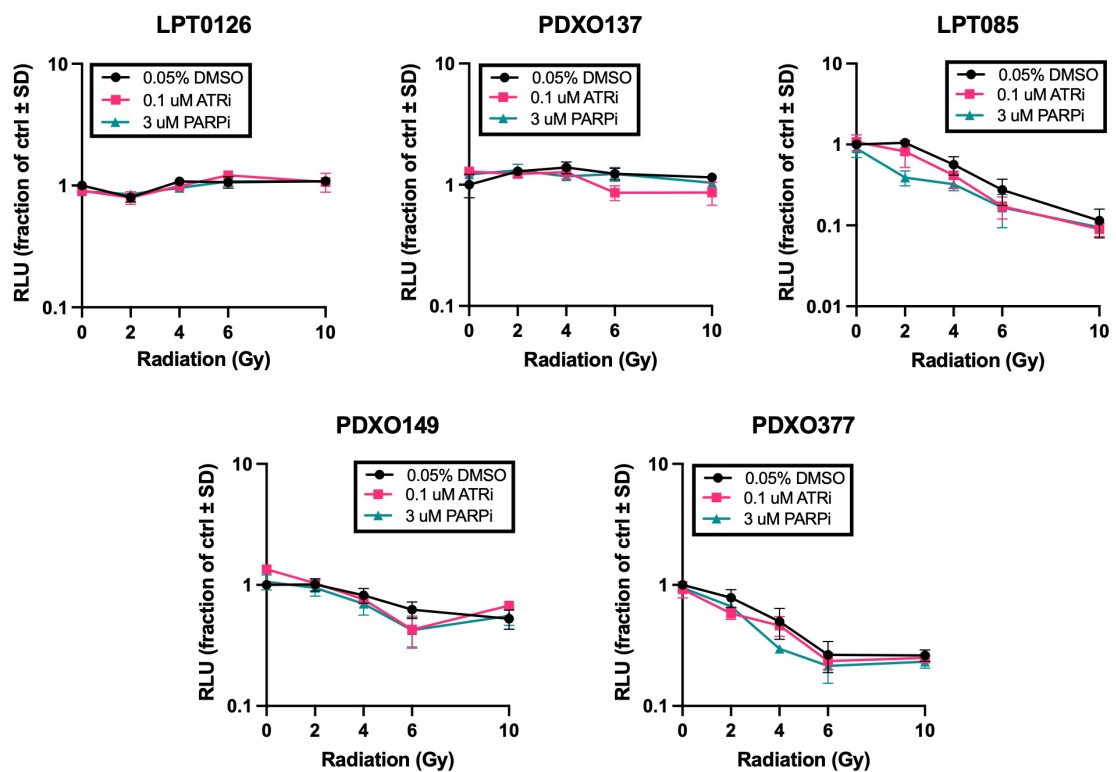 LPT0126
10
1
0.1
RLU (fraction of ctrl ± SD)
0.05% DMSO
0.1 uM ATRi
3 uM PARPi
0 2 4 6 10
Radiation (Gy)
PDXO137
10
1
0.1
RLU (fraction of ctrl ± SD)
0.05% DMSO
0.1 uM ATRi
3 uM PARPi
0 2 4 6 10
Radiation (Gy)
LPT085
10
1
0.1
0.01
RLU (fraction of ctrl ± SD)
0.05% DMSO
0.1 uM ATRi
3 uM PARPi
0 2 4 6 10
Radiation (Gy)
PDXO149
10
1
0.1
RLU (fraction of ctrl ± SD)
0.05% DMSO
0.1 uM ATRi
3 uM PARPi
0 2 4 6 10
Radiation (Gy)
PDXO377
10
1
0.1
RLU (fraction of ctrl ± SD)
0.05% DMSO
0.1 uM ATRi
3 uM PARPi
0 2 4 6 10
Radiation (Gy)